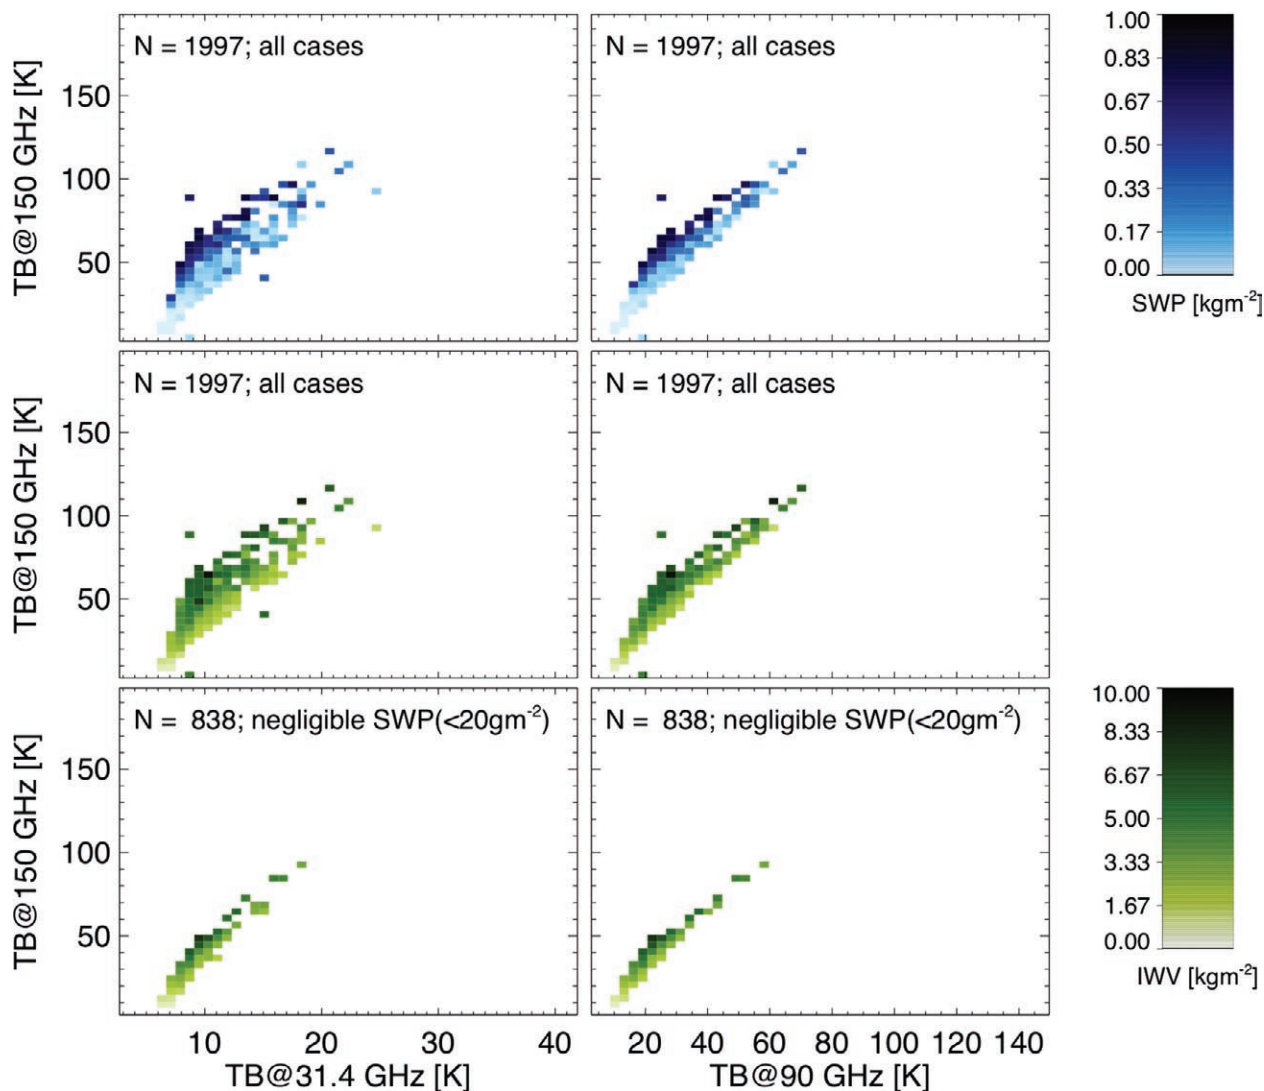 N = 1997; all cases
N = 1997; all cases
TB@150 GHz [K]
150
100
50
1.00
0.83
0.67
0.50
0.33
0.17
0.00
SWP [kgm-2]
N = 1997; all cases
N = 1997; all cases
TB@150 GHz [K]
150
100
50
N = 838; negligible SWP(<20gm-2)
N = 838; negligible SWP(<20gm-2)
TB@150 GHz [K]
150
100
50
10.00
8.33
6.67
5.00
3.33
1.67
0.00
IWV [kgm-2]
10 20 30 40
20 40 60 80 100 120 140
TB@31.4 GHz [K]
TB@90 GHz [K]